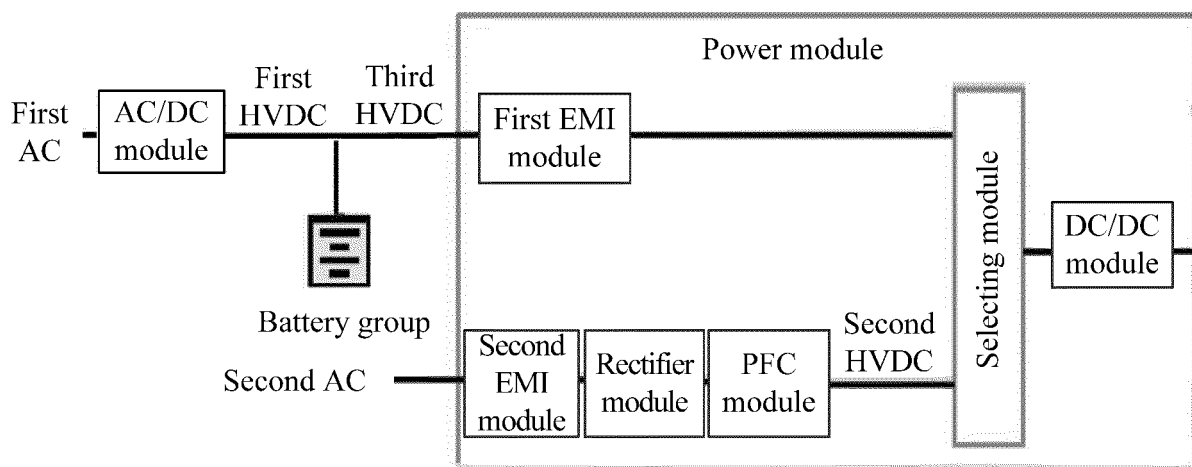 Power module
First
AC
AC/DC
module
First
HVDC
Third
HVDC
First EMI
module
Battery group
Second AC
Second
EMI
module
Rectifier
module
PFC
module
Second
HVDC
Selecting module
DC/DC
module